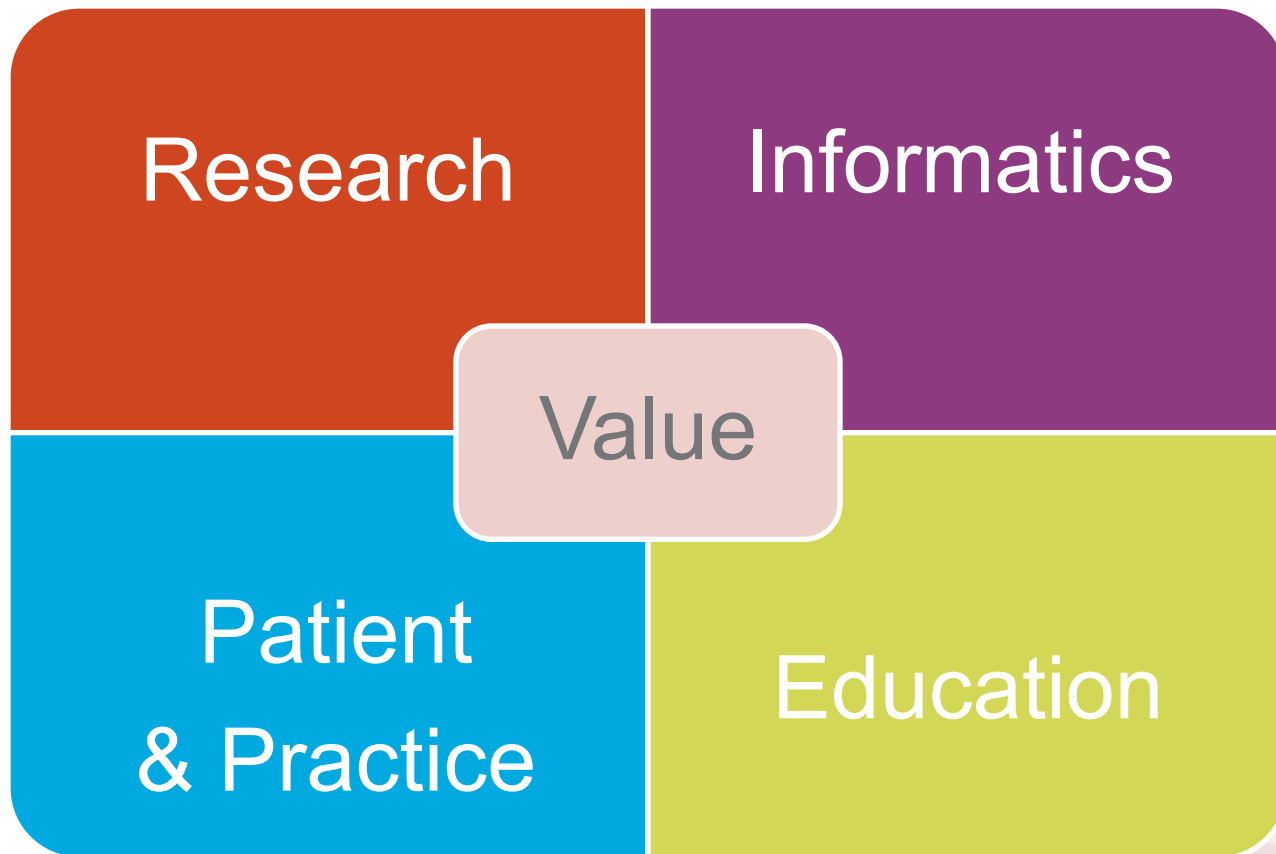 Research
Informatics
Value
Patient
& Practice
Education